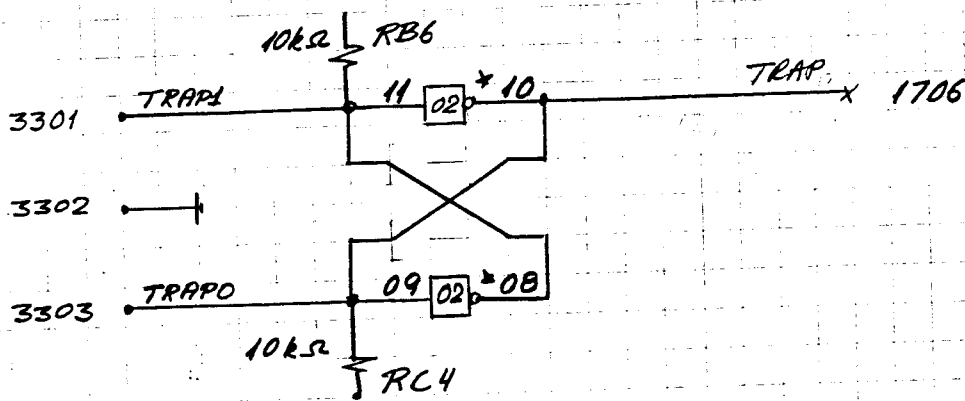 10kΩ RB6
3301 TRAP1 11 02 * 10 TRAP 1706
3302
3303 TRAP0 09 02 * 08
10kΩ RC4